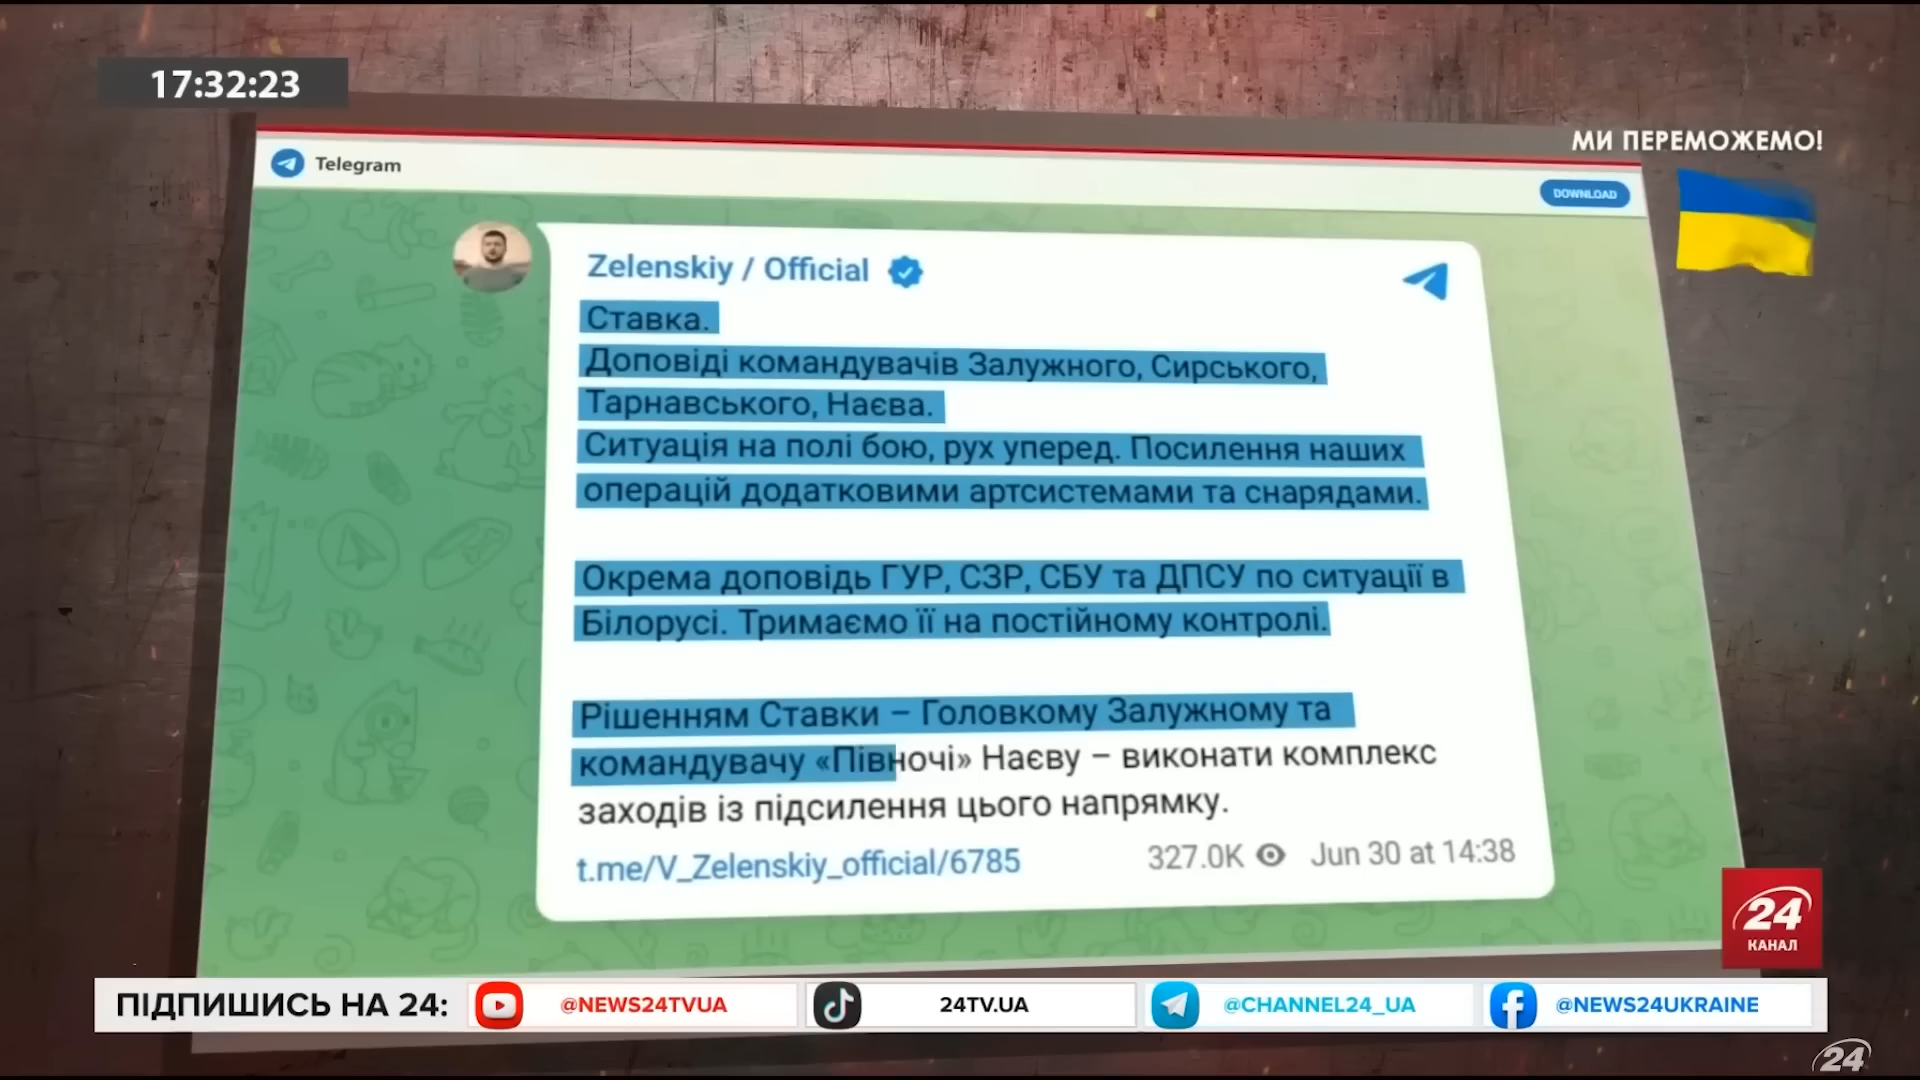 17:32:23
МИ ПЕРЕМОЖЕМО!
Telegram
DOWNLOAD
Zelenskiy / Official
Ставка.
Доповіді командувачів Залужного, Сирського,
Тарнавського, Наєва.
Ситуація на полі бою, рух уперед. Посилення наших
операцій додатковими артсистемами та снарядами.
Окрема доповідь ГУР, СЗР, СБУ та ДПСУ по ситуації в
Білорусі. Тримаємо її на постійному контролі.
Рішенням Ставки – Головкому Залужному та
командувачу «Півночі» Наєву – виконати комплекс
заходів із підсилення цього напрямку.
t.me/V_Zelenskiy_official/6785
327.0K Jun 30 at 14:38
24
КАНАЛ
ПІДПИШИСЬ НА 24: @NEWS24TVUA 24TV.UA @CHANNEL24_UA @NEWS24UKRAINE
24